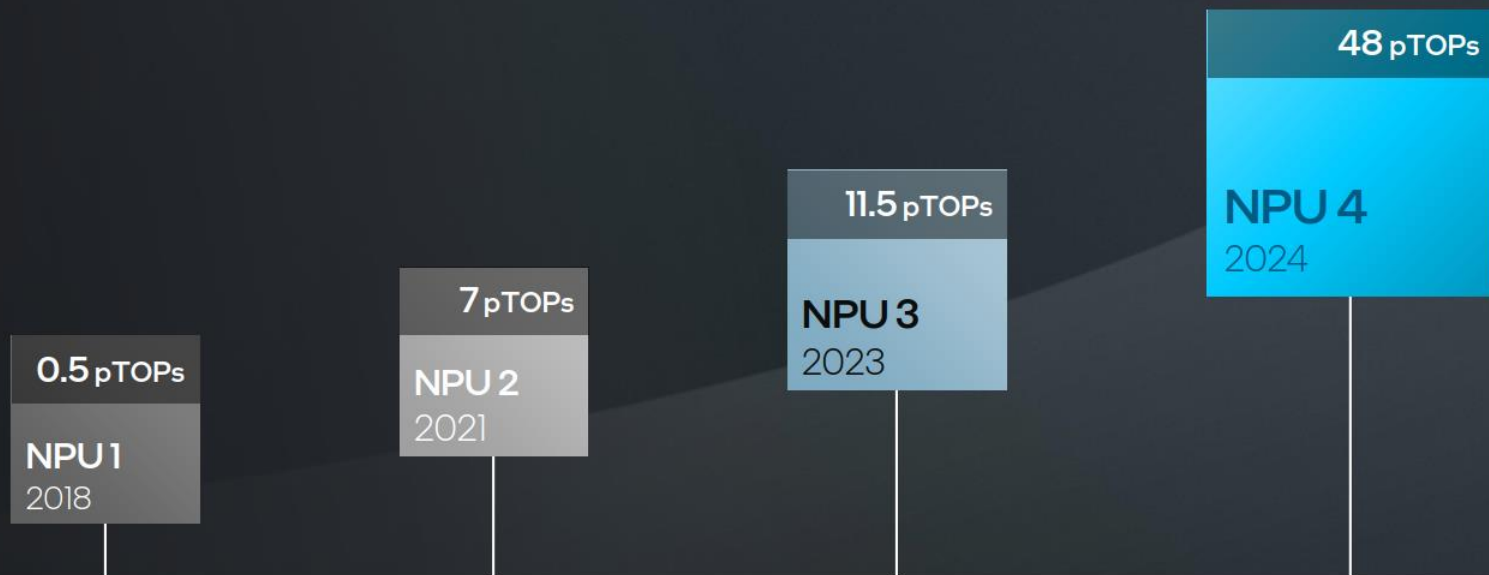 0.5 pTOPs
NPU 1
2018
7 pTOPs
NPU 2
2021
11.5 pTOPs
NPU 3
2023
48 pTOPs
NPU 4
2024